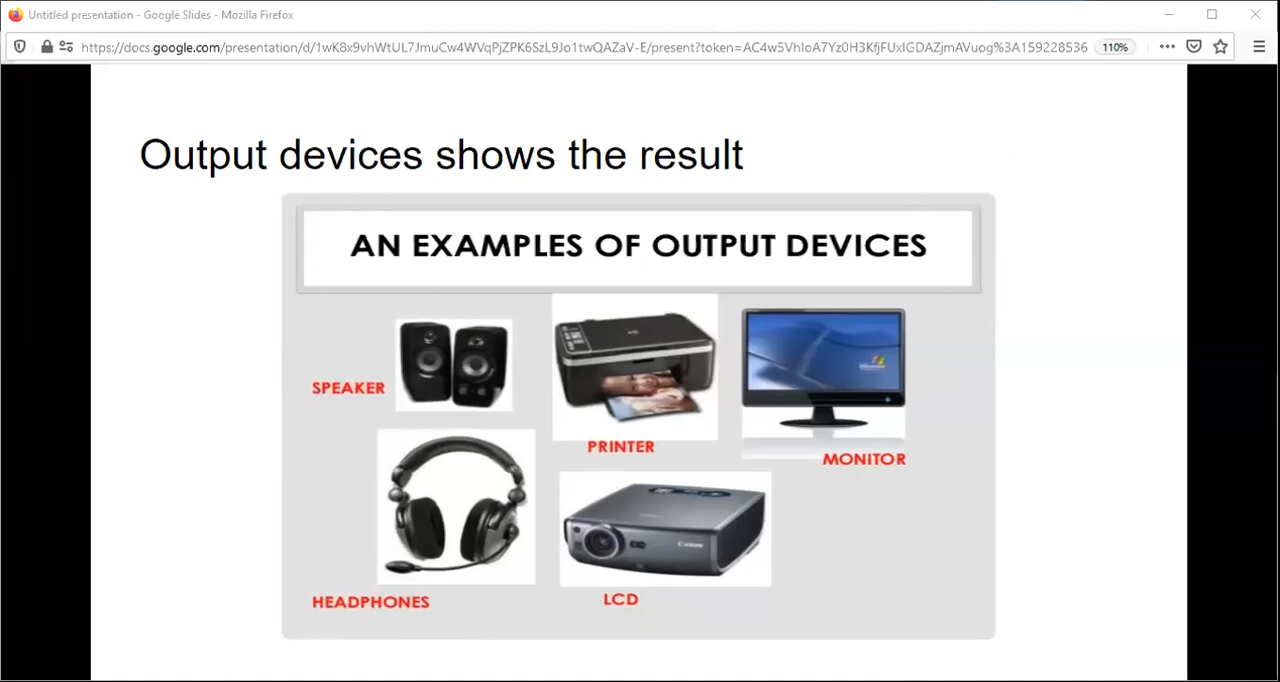 Untitled presentation - Google Slides - Mozilla Firefox
https://docs.google.com/presentation/d/1wK8x9vhWtUL7JmuCw4WVqPjZPK6SzL9Jo1twQAZaV-E/present?token=AC4w5VhIoA7Yz0H3KfjFUxIGDAZjmAVuog%3A159228536
110%
Output devices shows the result
AN EXAMPLES OF OUTPUT DEVICES
SPEAKER
PRINTER
MONITOR
HEADPHONES
Canon
LCD